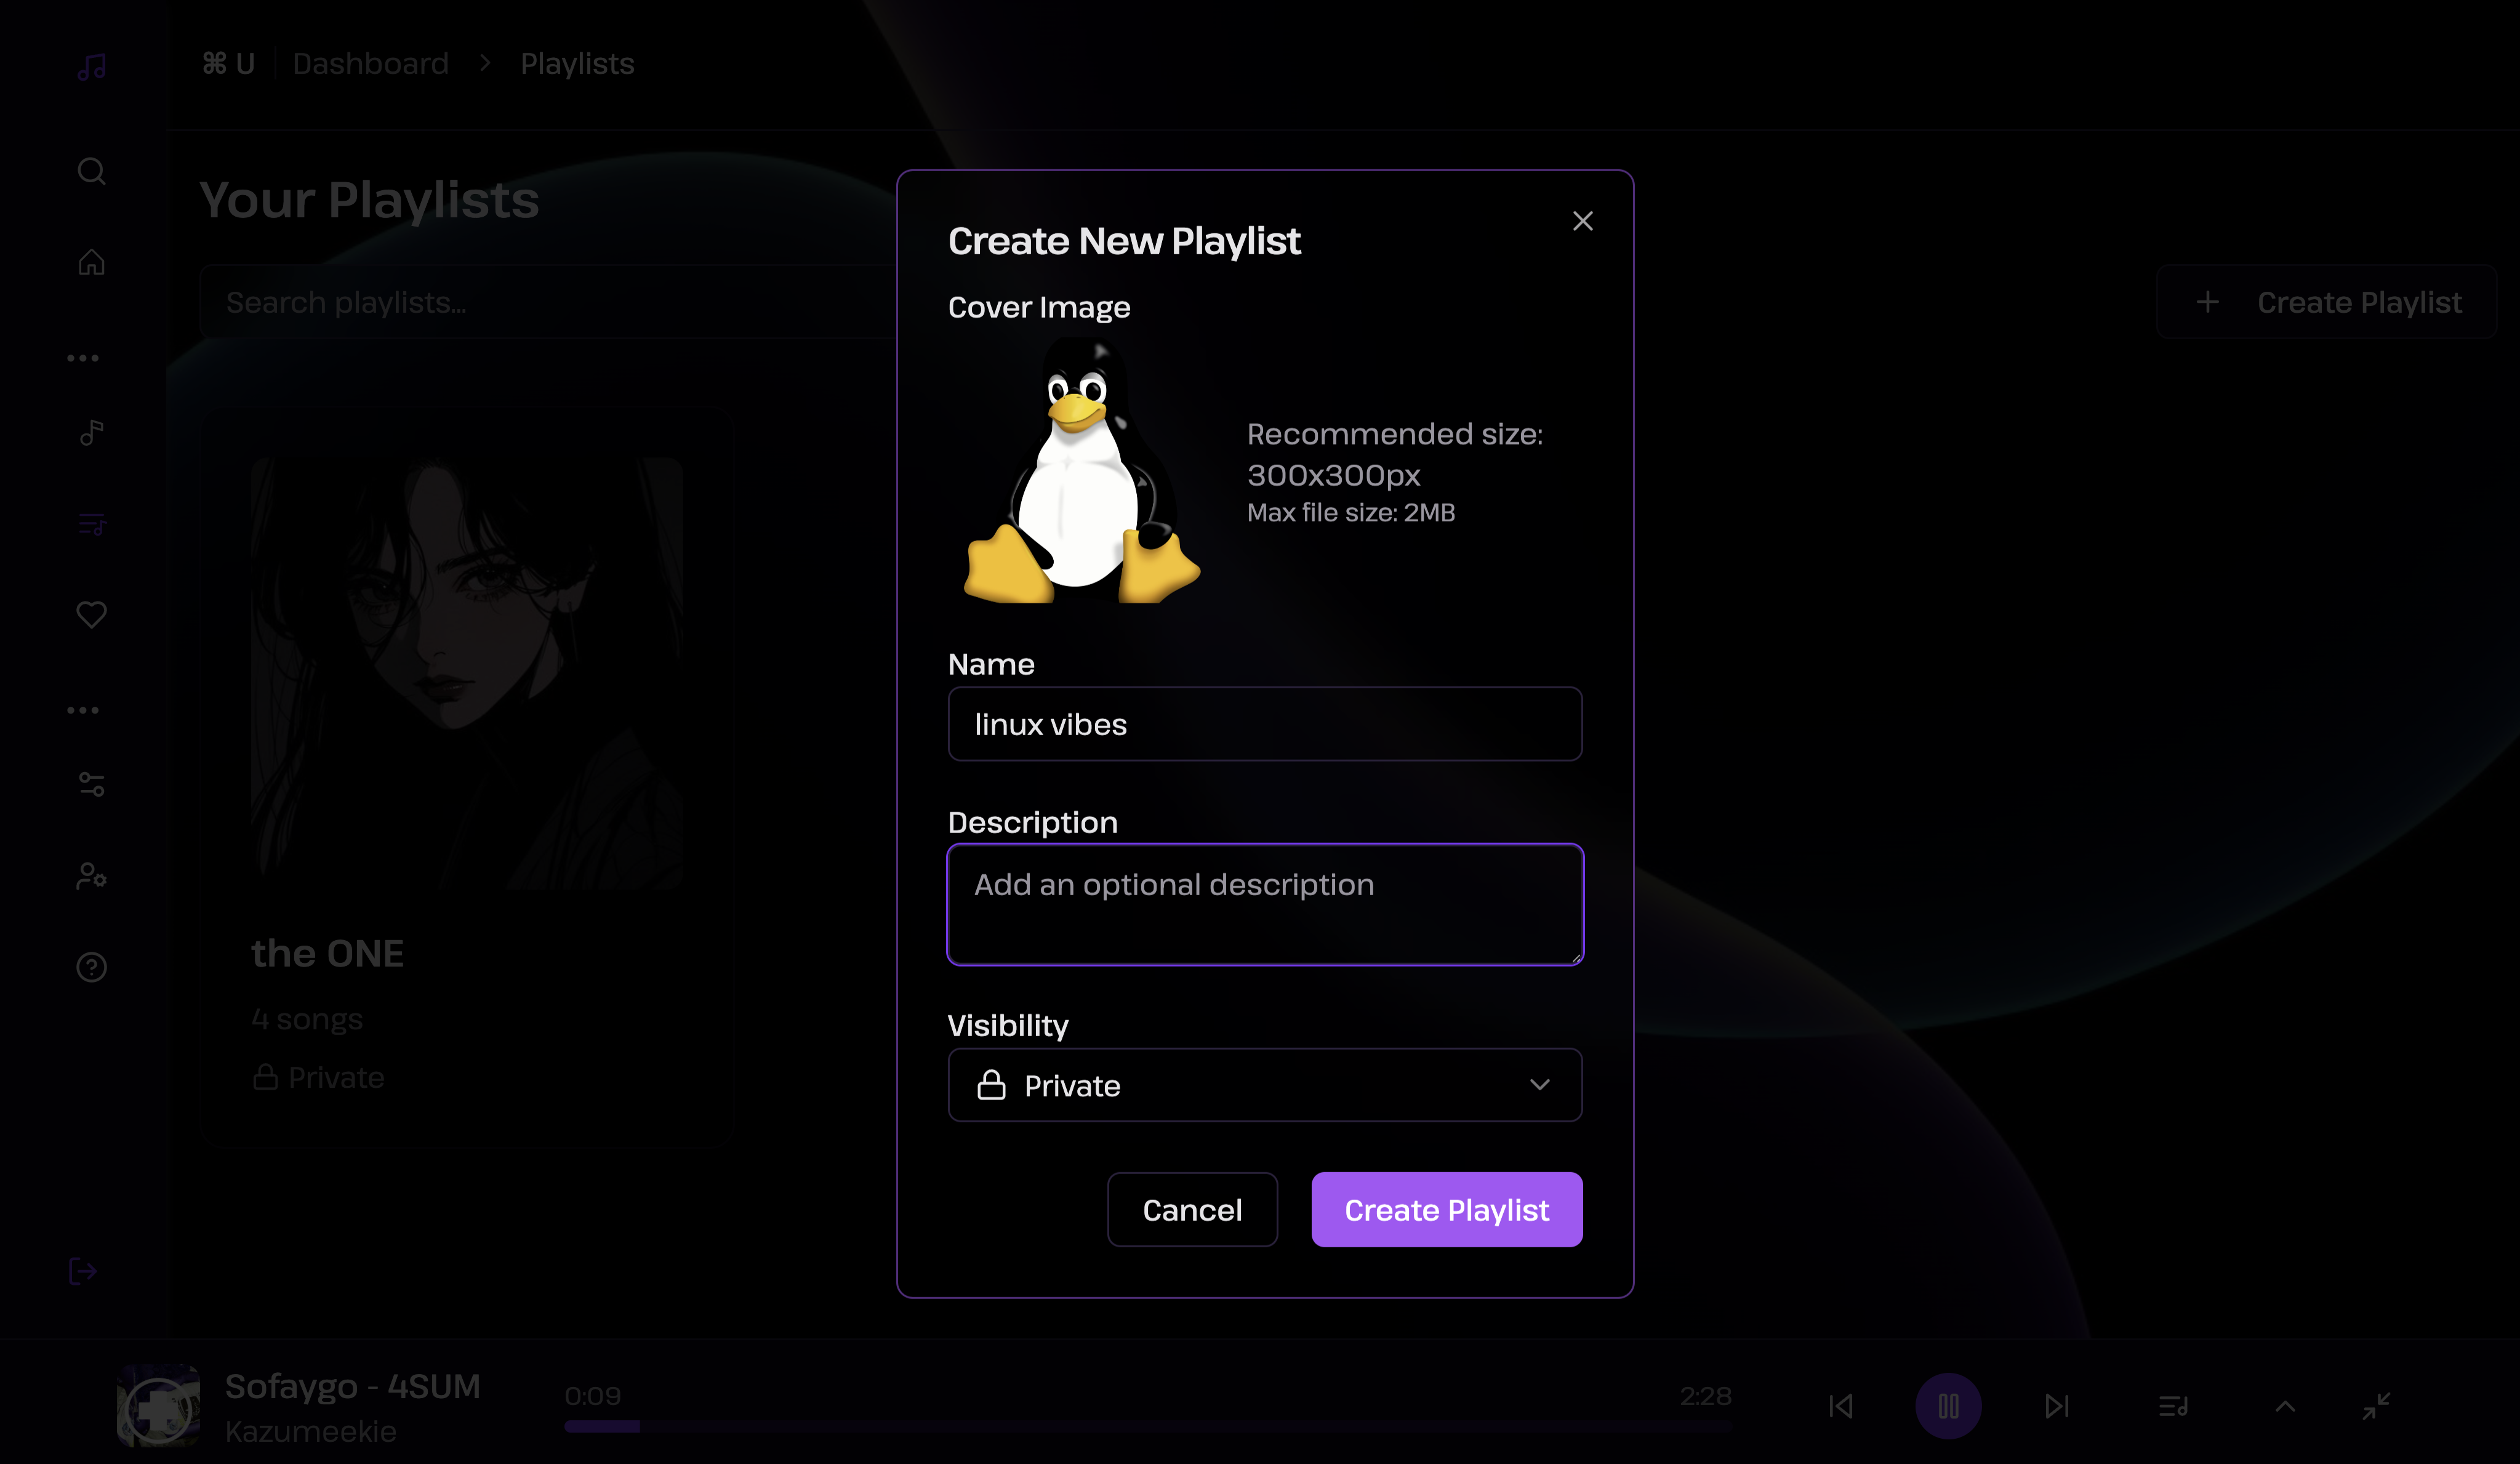 ⌘ U
Dashboard > Playlists
Your Playlists
Search playlists...
+ Create Playlist
the ONE
4 songs
Private
Create New Playlist
Cover Image
Recommended size:
300x300px
Max file size: 2MB
Name
linux vibes
Description
Add an optional description
Visibility
Private
Cancel
Create Playlist
Sofaygo - 4SUM
Kazumeekie
0:09
2:28